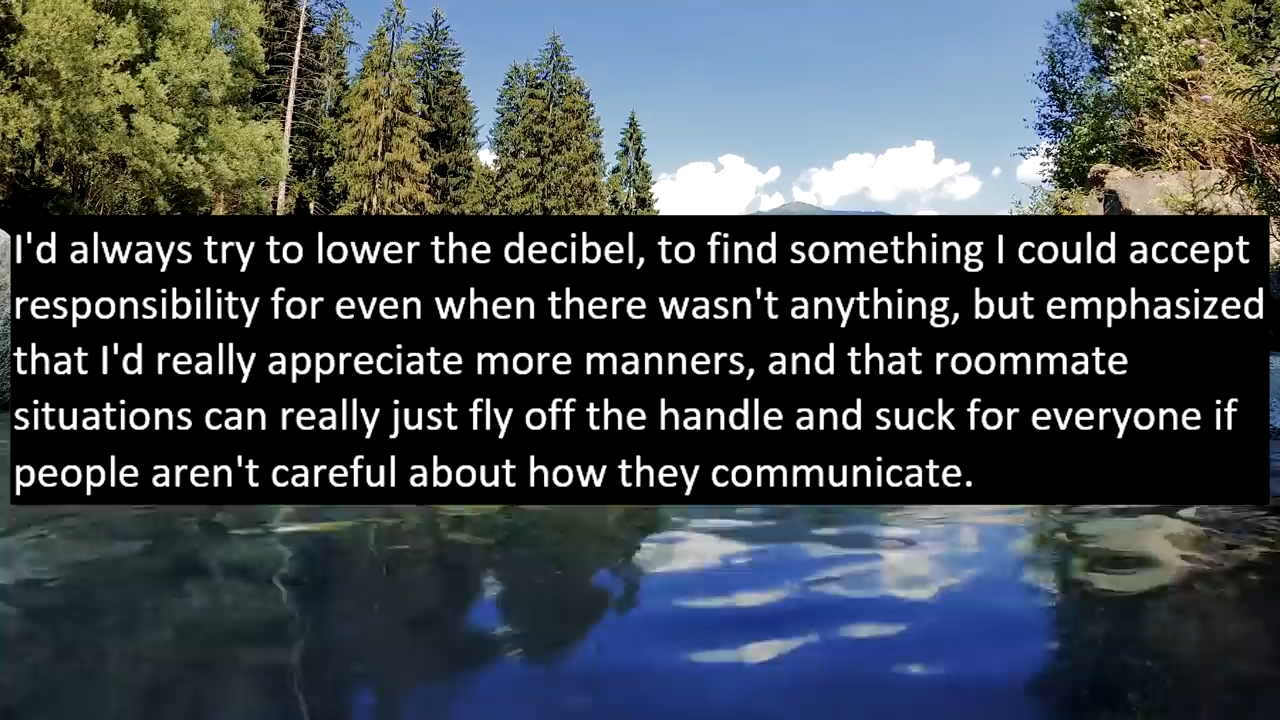 I'd always try to lower the decibel, to find something I could accept
responsibility for even when there wasn't anything, but emphasized
that I'd really appreciate more manners, and that roommate
situations can really just fly off the handle and suck for everyone if
people aren't careful about how they communicate.